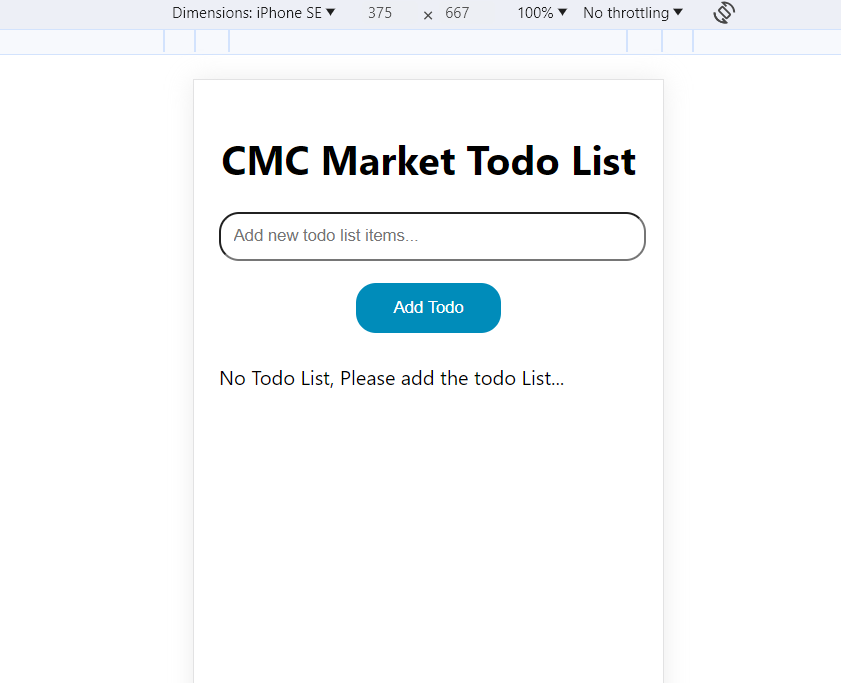 Dimensions: iPhone SE ▼ 375 × 667 100% ▼ No throttling ▼
CMC Market Todo List
Add new todo list items...
Add Todo
No Todo List, Please add the todo List...